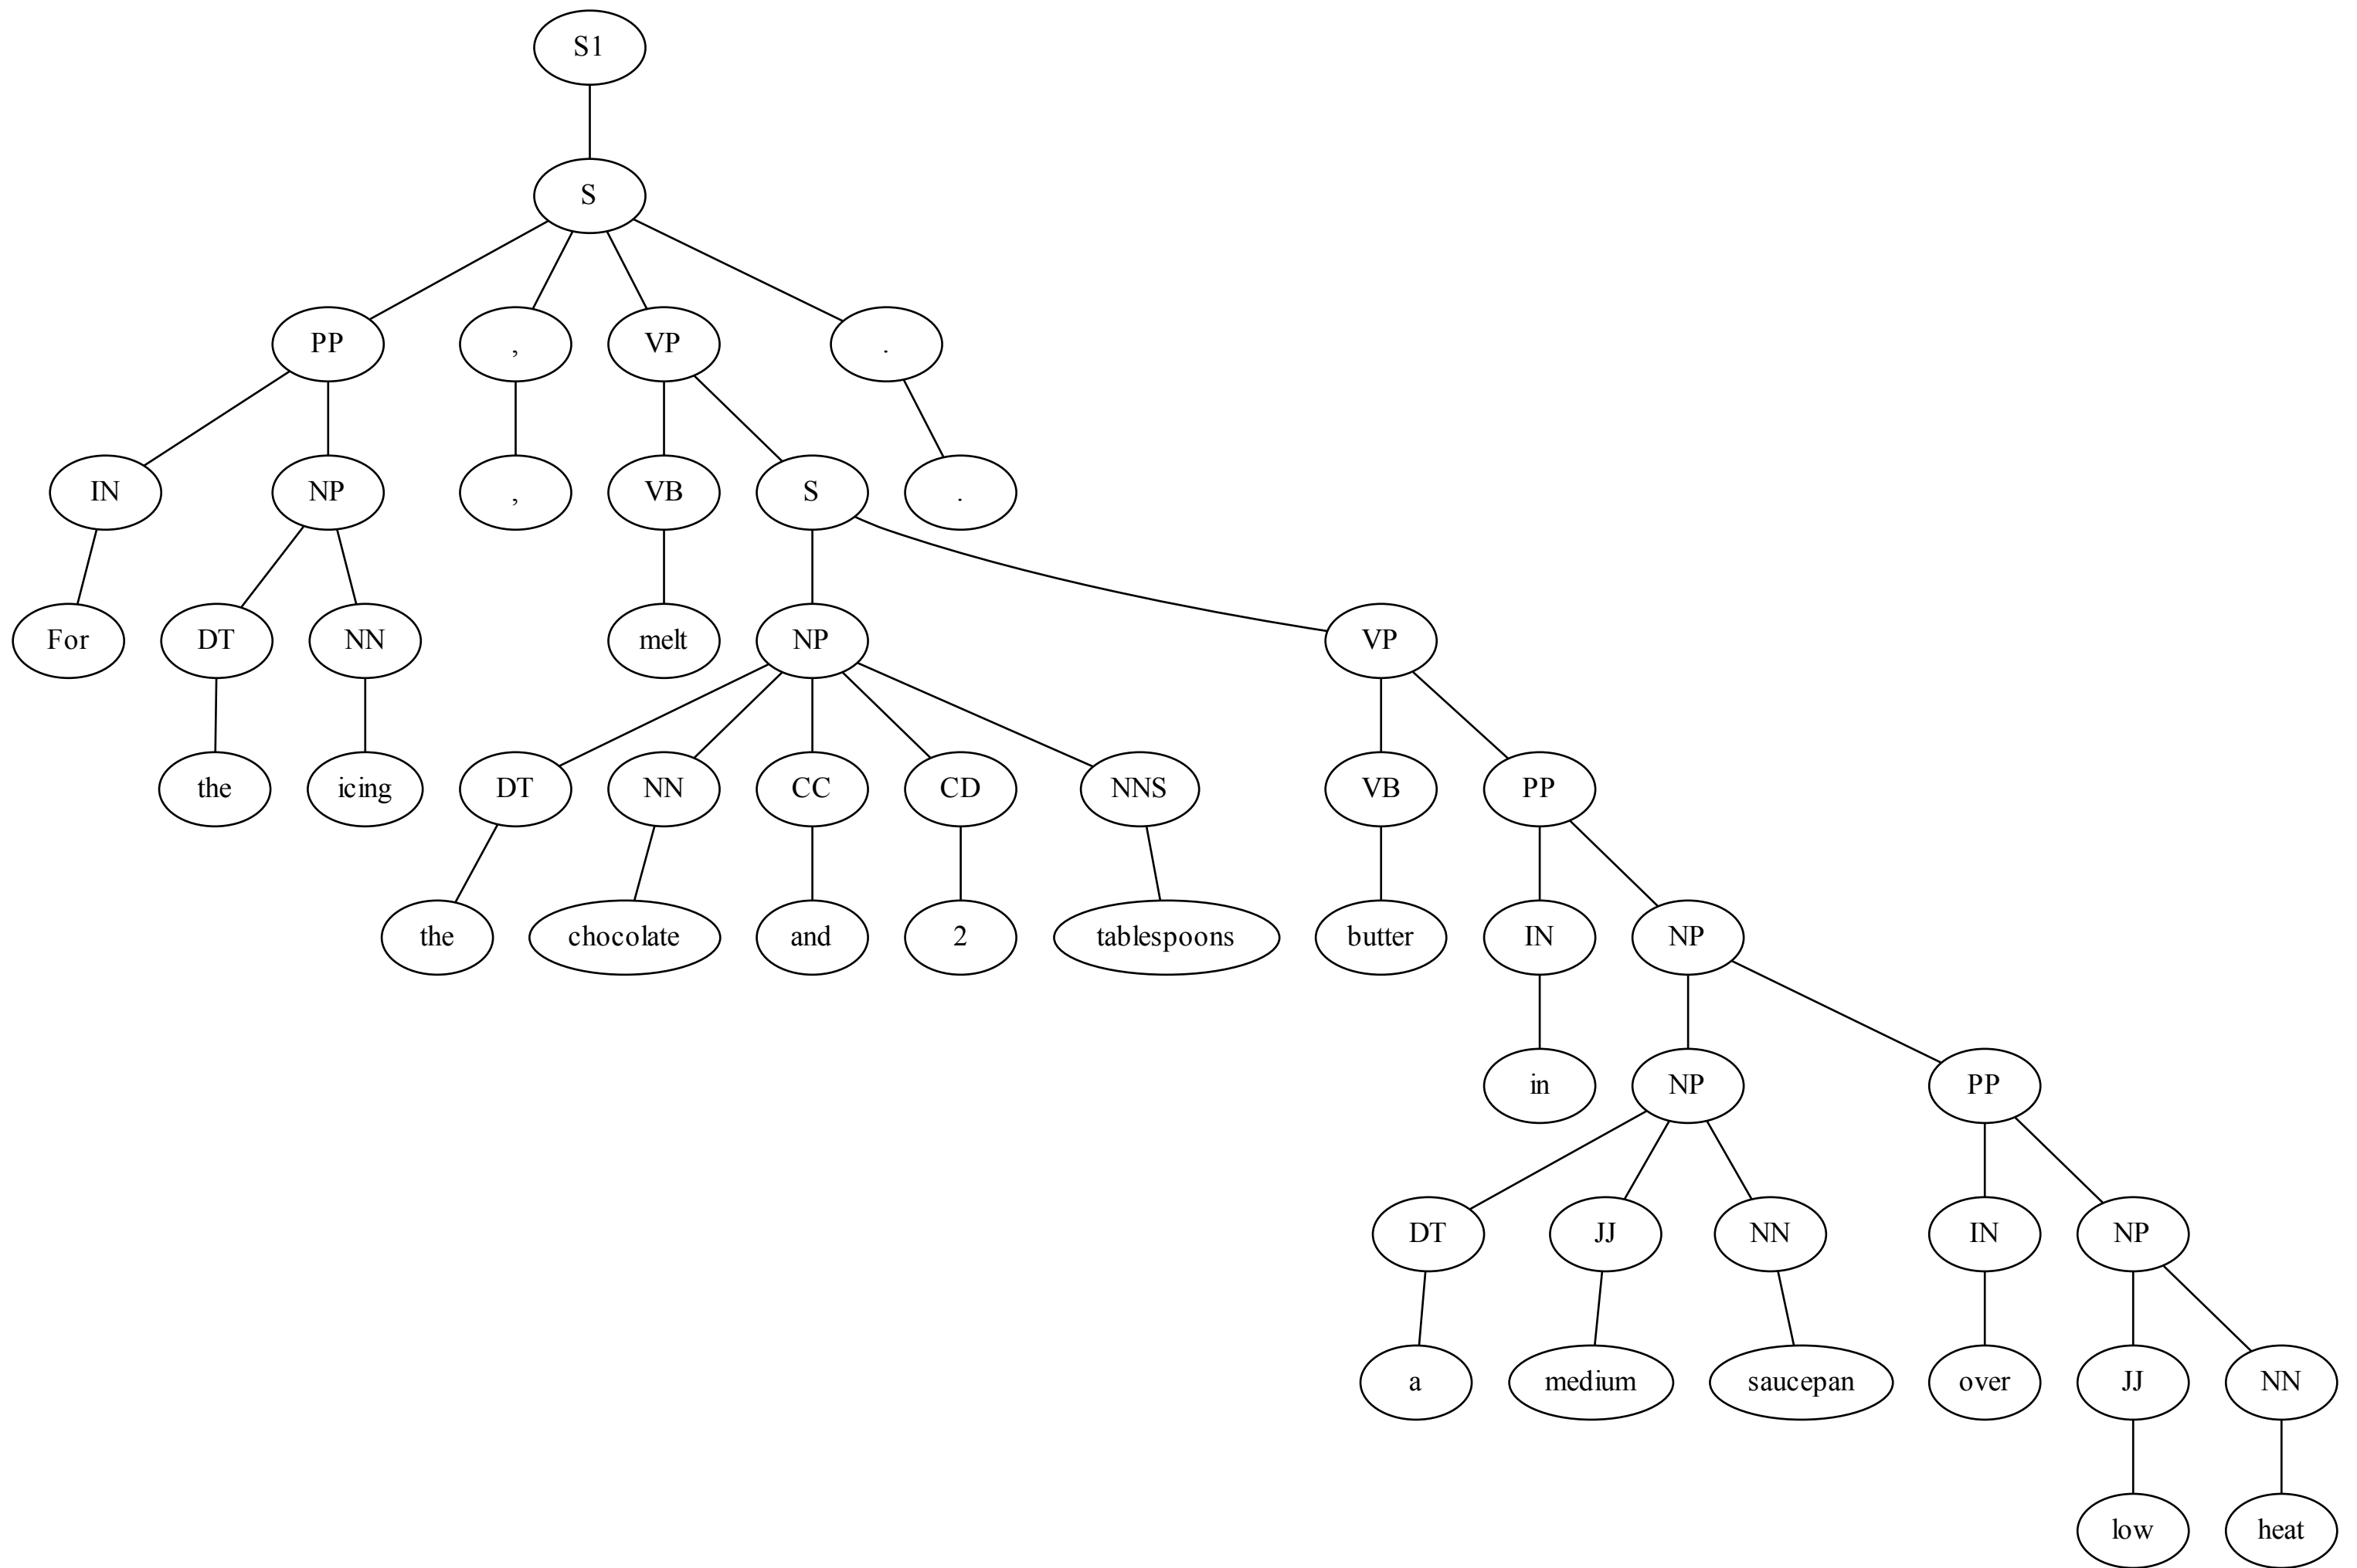 S1
S
PP , VP .
IN NP , VB S .
For DT NN melt NP VP
the icing DT NN CC CD NNS VB PP
the chocolate and 2 tablespoons butter IN NP
in NP PP
DT JJ NN IN NP
a medium saucepan over JJ NN
low heat